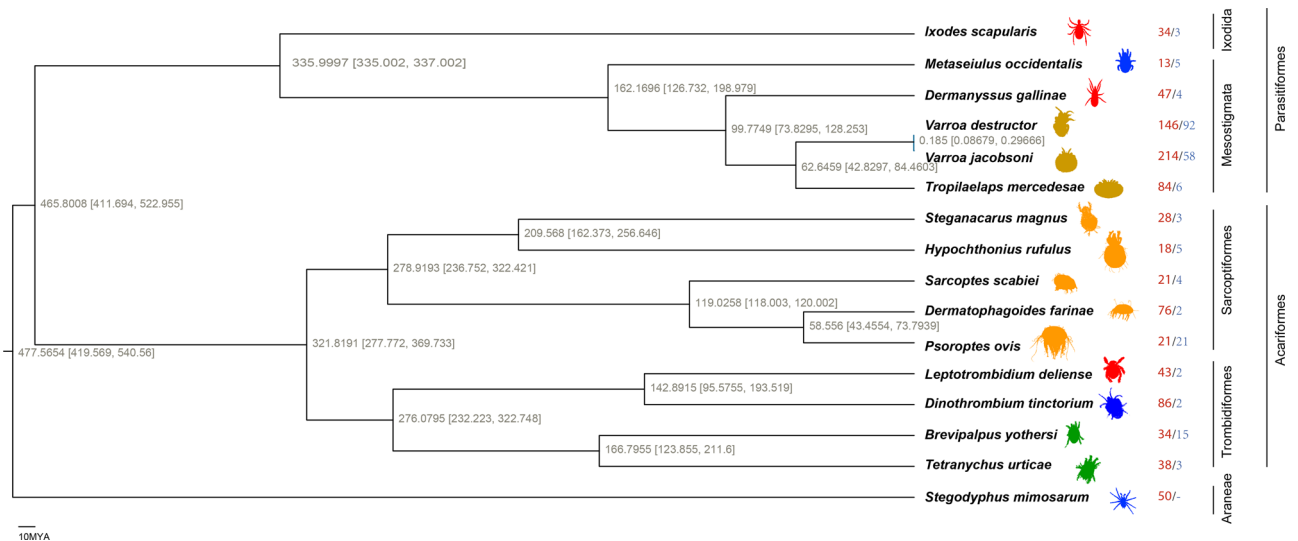 Ixodes scapularis 34/3
335.9997 [335.002, 337.002]
Metaseiulus occidentalis 13/5
162.1696 [126.732, 198.979]
Dermanyssus gallinae 47/4
99.7749 [73.8295, 128.253]
Varroa destructor 146/92
0.185 [0.08679, 0.29666]
Varroa jacobsoni 214/58
62.6459 [42.8297, 84.4603]
Tropilaelaps mercedesae 84/6
465.8008 [411.694, 522.955]
Steganacarus magnus 28/3
209.568 [162.373, 256.646]
Hypochthonius rufulus 18/5
278.9193 [236.752, 322.421]
Sarcoptes scabiei 21/4
119.0258 [118.003, 120.002]
Dermatophagoides farinae 76/2
58.556 [43.4554, 73.7939]
Psoroptes ovis 21/21
321.8191 [277.772, 369.733]
477.5654 [419.569, 540.56]
Leptotrombidium deliense 43/2
142.8915 [95.5755, 193.519]
Dinothrombium tinctorium 86/2
276.0795 [232.223, 322.748]
Brevipalpus yothersi 34/15
166.7955 [123.855, 211.6]
Tetranychus urticae 38/3
Stegodyphus mimosarum 50/-
10MYA
Ixodida
Mesostigmata
Sarcoptiformes
Trombidiformes
Araneae
Parasitiformes
Acariformes